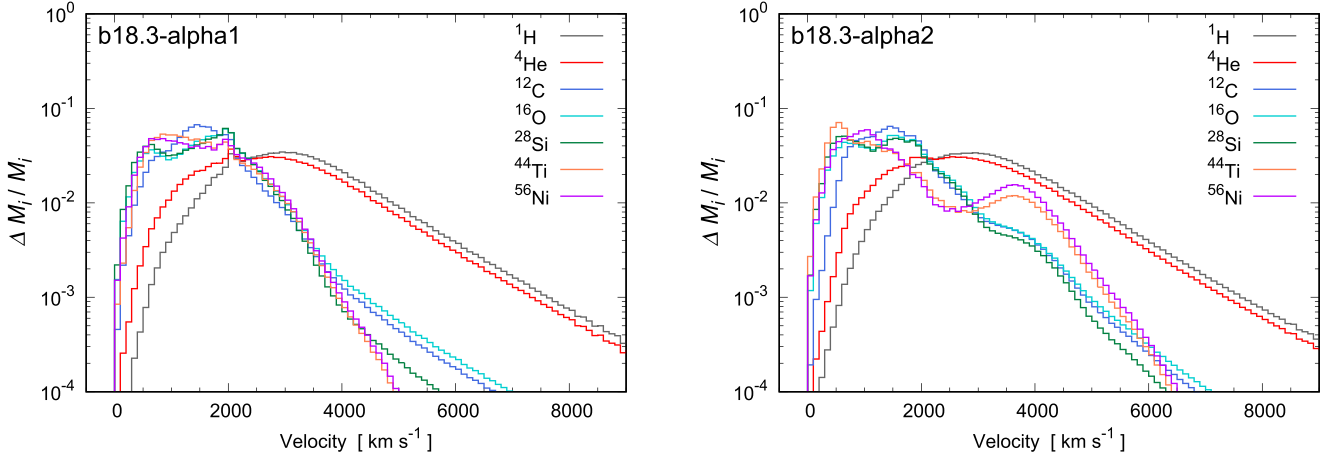 b18.3-alpha1
¹H
⁴He
¹²C
¹⁶O
²⁸Si
⁴⁴Ti
⁵⁶Ni
10⁰
10⁻¹
10⁻²
10⁻³
10⁻⁴
Δ Mᵢ / Mᵢ
0 2000 4000 6000 8000
Velocity [ km s⁻¹ ]
b18.3-alpha2
¹H
⁴He
¹²C
¹⁶O
²⁸Si
⁴⁴Ti
⁵⁶Ni
10⁰
10⁻¹
10⁻²
10⁻³
10⁻⁴
Δ Mᵢ / Mᵢ
0 2000 4000 6000 8000
Velocity [ km s⁻¹ ]